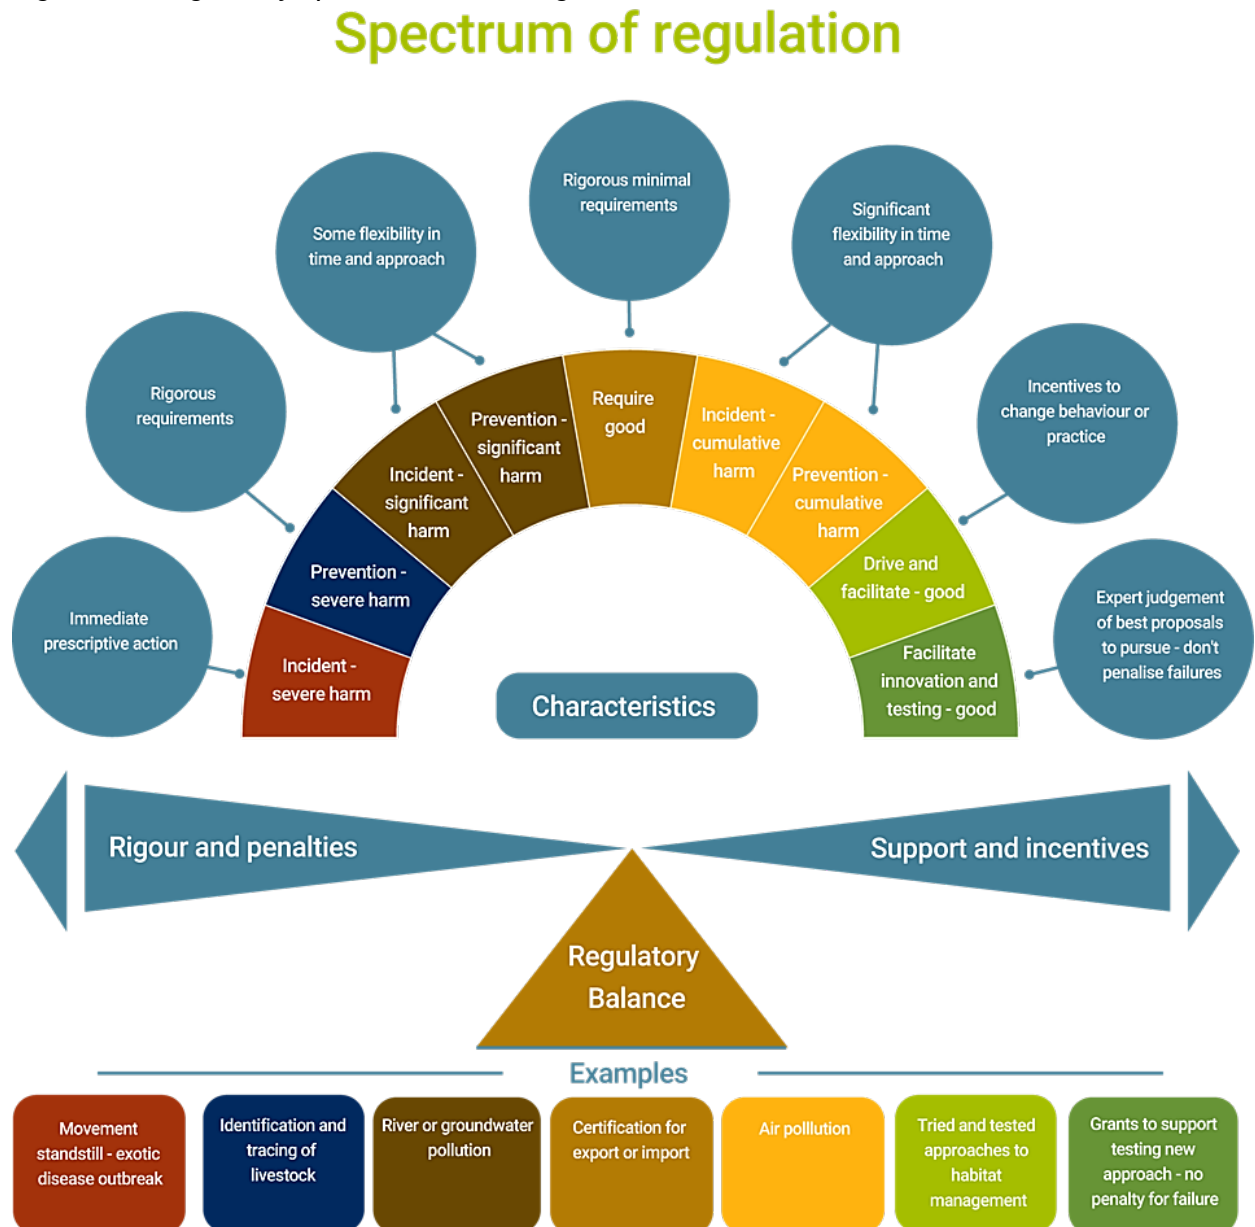 Spectrum of regulation
Rigorous minimal
requirements
Some flexibility in
time and approach
Significant
flexibility in time
and approach
Rigorous
requirements
Incentives to
change behaviour or
practice
Immediate
prescriptive action
Expert judgement
of best proposals
to pursue - don't
penalise failures
Incident -
severe harm
Prevention -
severe harm
Incident -
significant
harm
Prevention -
significant
harm
Require
good
Incident -
cumulative
harm
Prevention -
cumulative
harm
Drive and
facilitate - good
Facilitate
innovation and
testing - good
Characteristics
Rigour and penalties
Support and incentives
Regulatory
Balance
Examples
Movement
standstill - exotic
disease outbreak
Identification and
tracing of
livestock
River or groundwater
pollution
Certification for
export or import
Air polllution
Tried and tested
approaches to
habitat
management
Grants to support
testing new
approach - no
penalty for failure